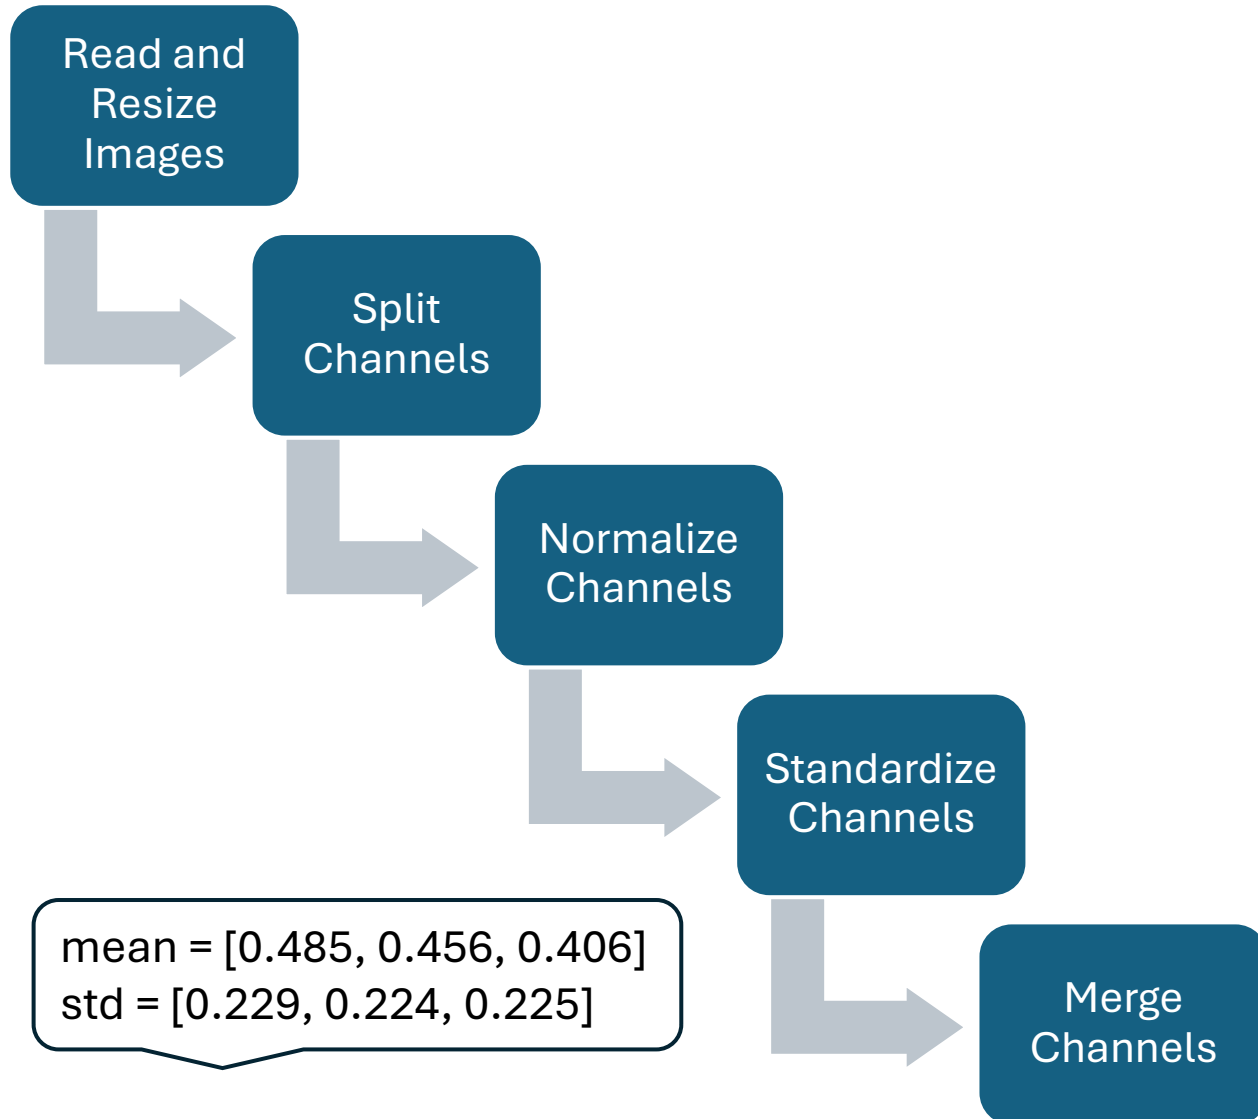 Read and
Resize
Images
Split
Channels
Normalize
Channels
Standardize
Channels
mean = [0.485, 0.456, 0.406]
std = [0.229, 0.224, 0.225]
Merge
Channels